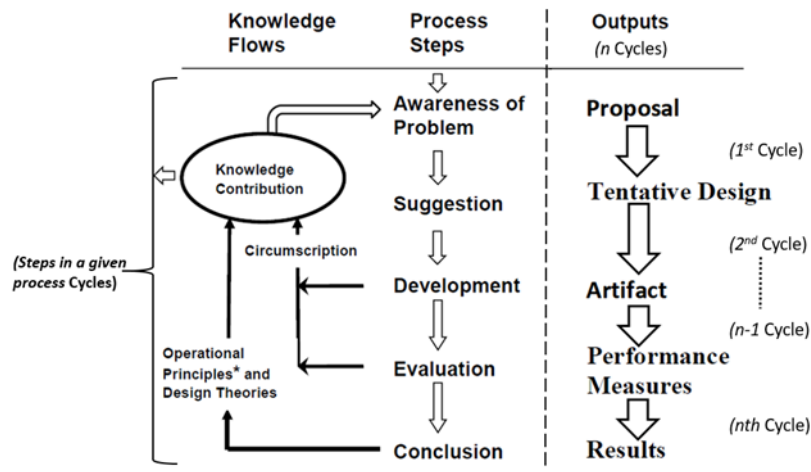 Knowledge
Flows
Process
Steps
Outputs
(n Cycles)
Awareness of
Problem
Proposal
(1st Cycle)
Knowledge
Contribution
Tentative Design
Suggestion
(2nd Cycle)
Circumscription
(Steps in a given
process Cycles)
Development
Artifact
(n-1 Cycle)
Operational
Principles* and
Design Theories
Evaluation
Performance
Measures
(nth Cycle)
Conclusion
Results